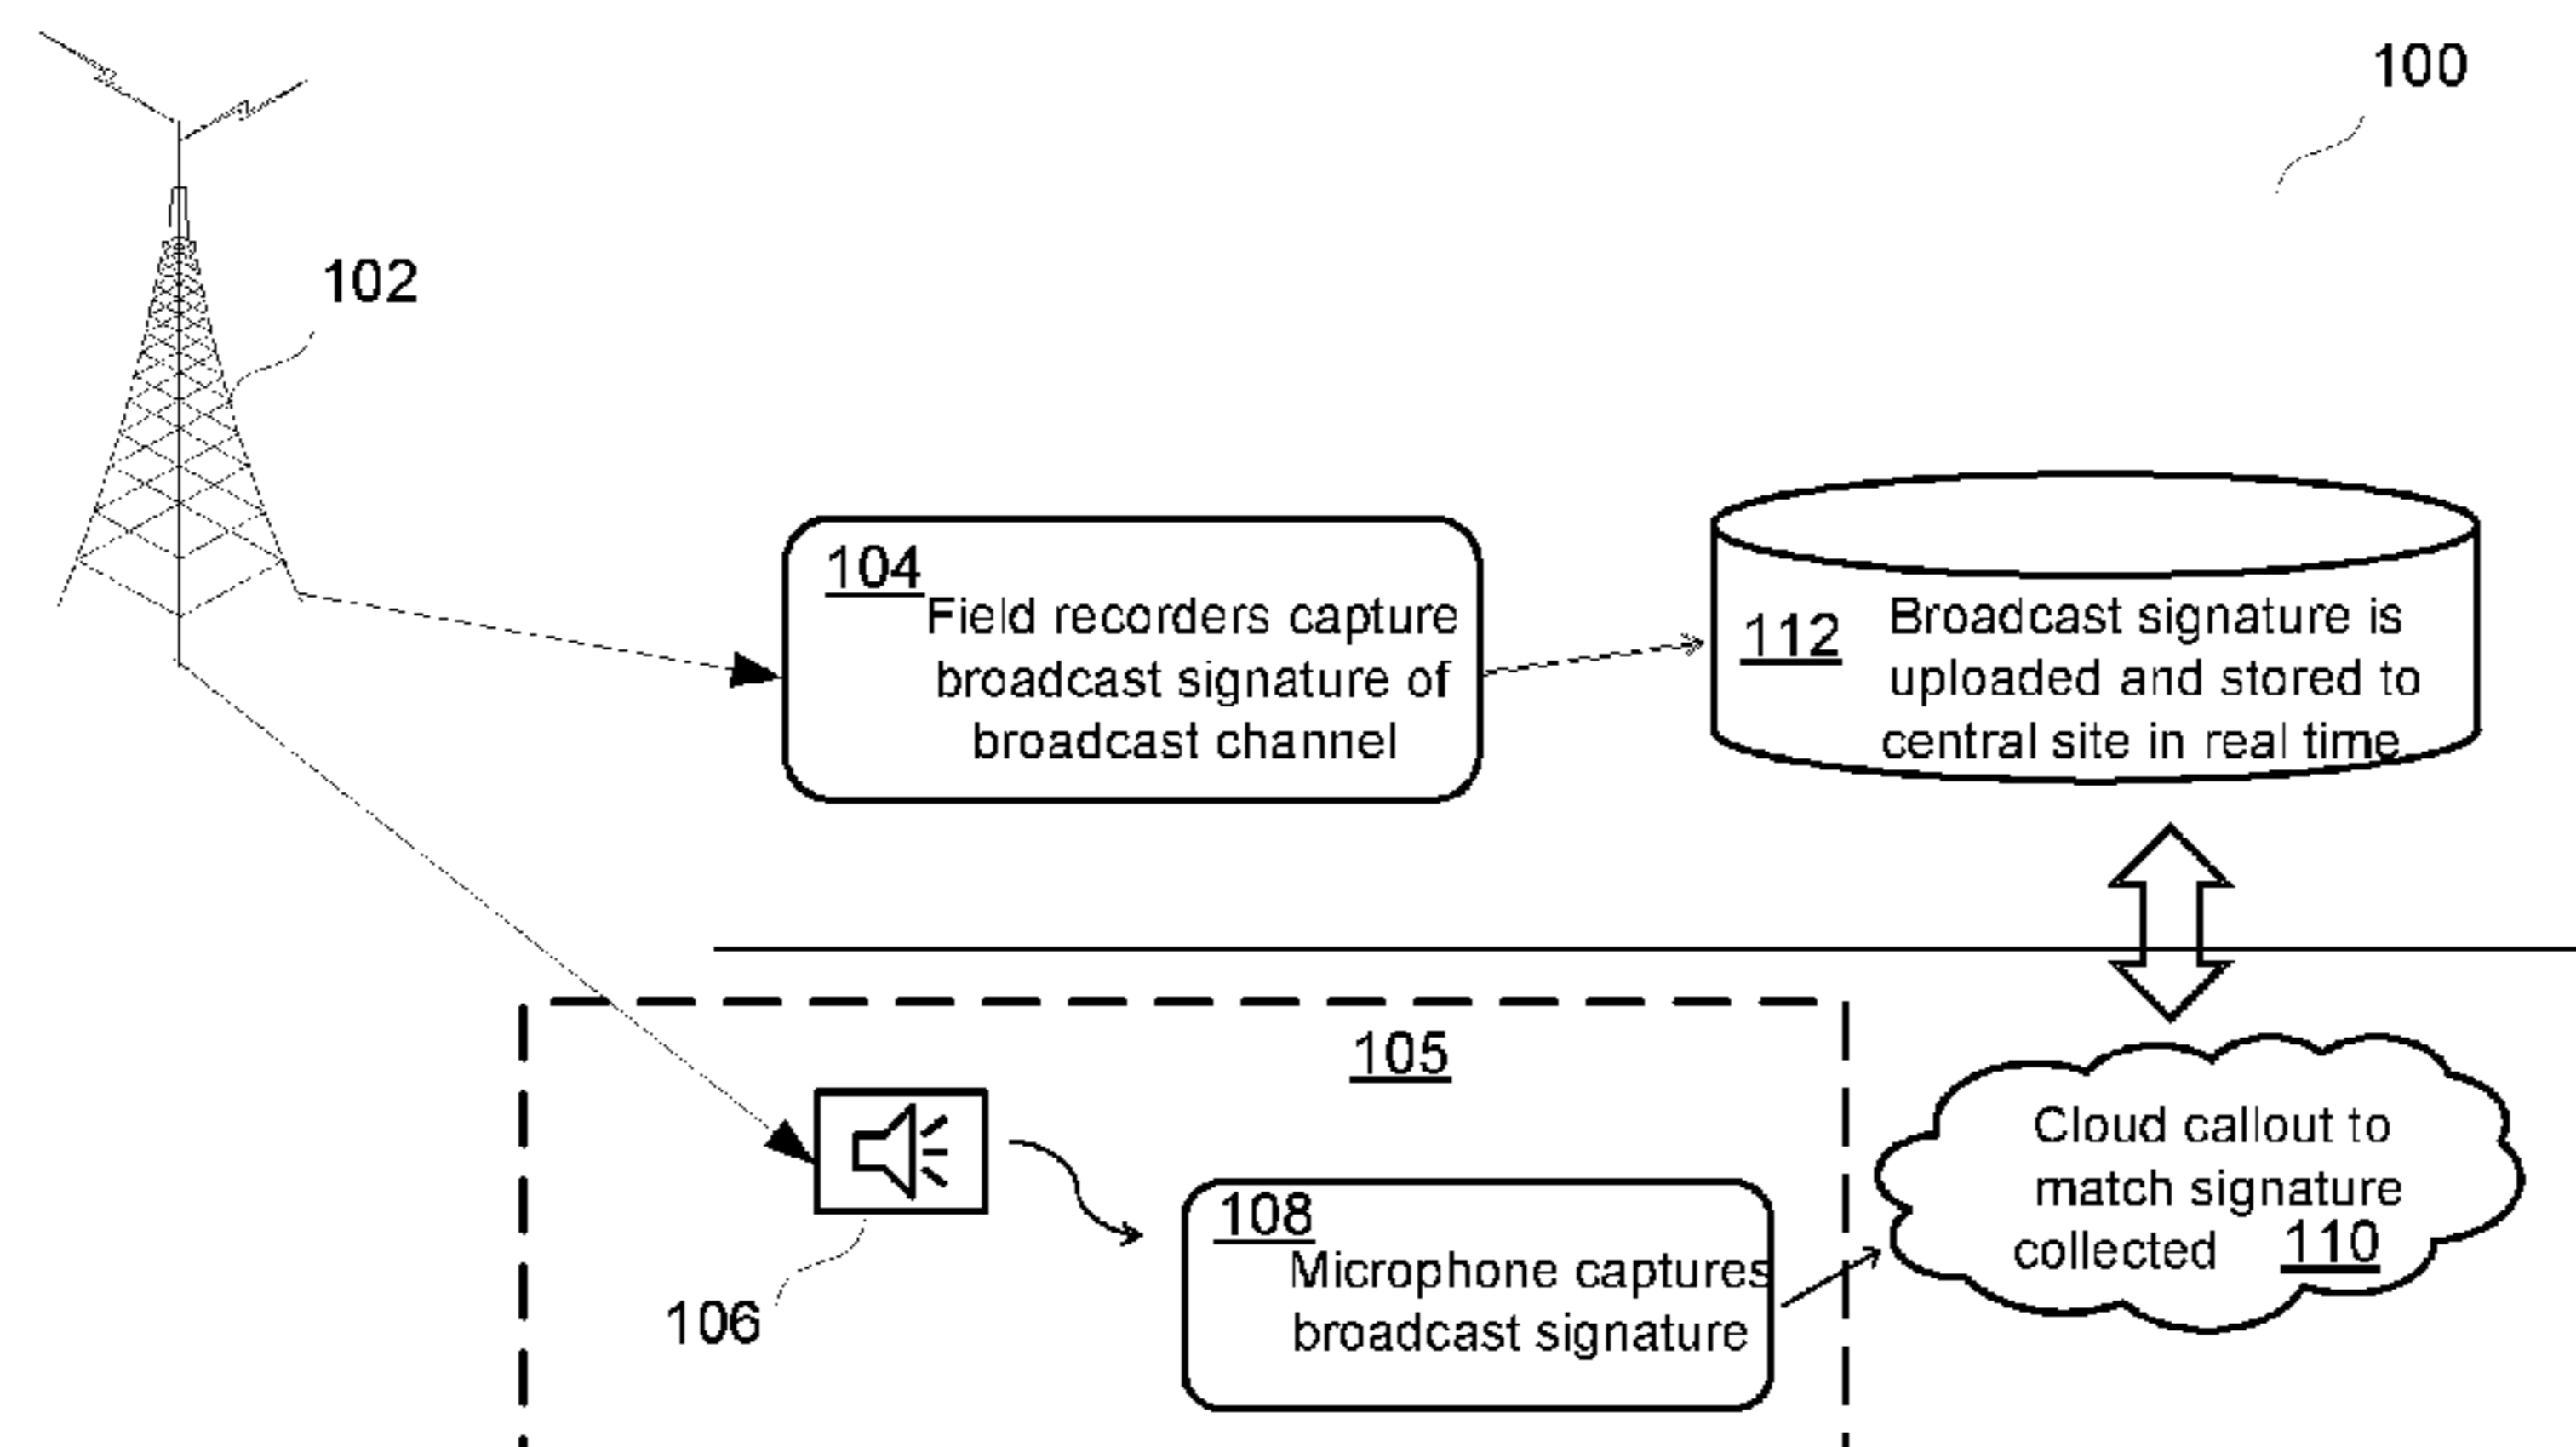 100
102
104
Field recorders capture
broadcast signature of
broadcast channel
112
Broadcast signature is
uploaded and stored to
central site in real time
105
106
108
Microphone captures
broadcast signature
Cloud callout to
match signature
collected 110